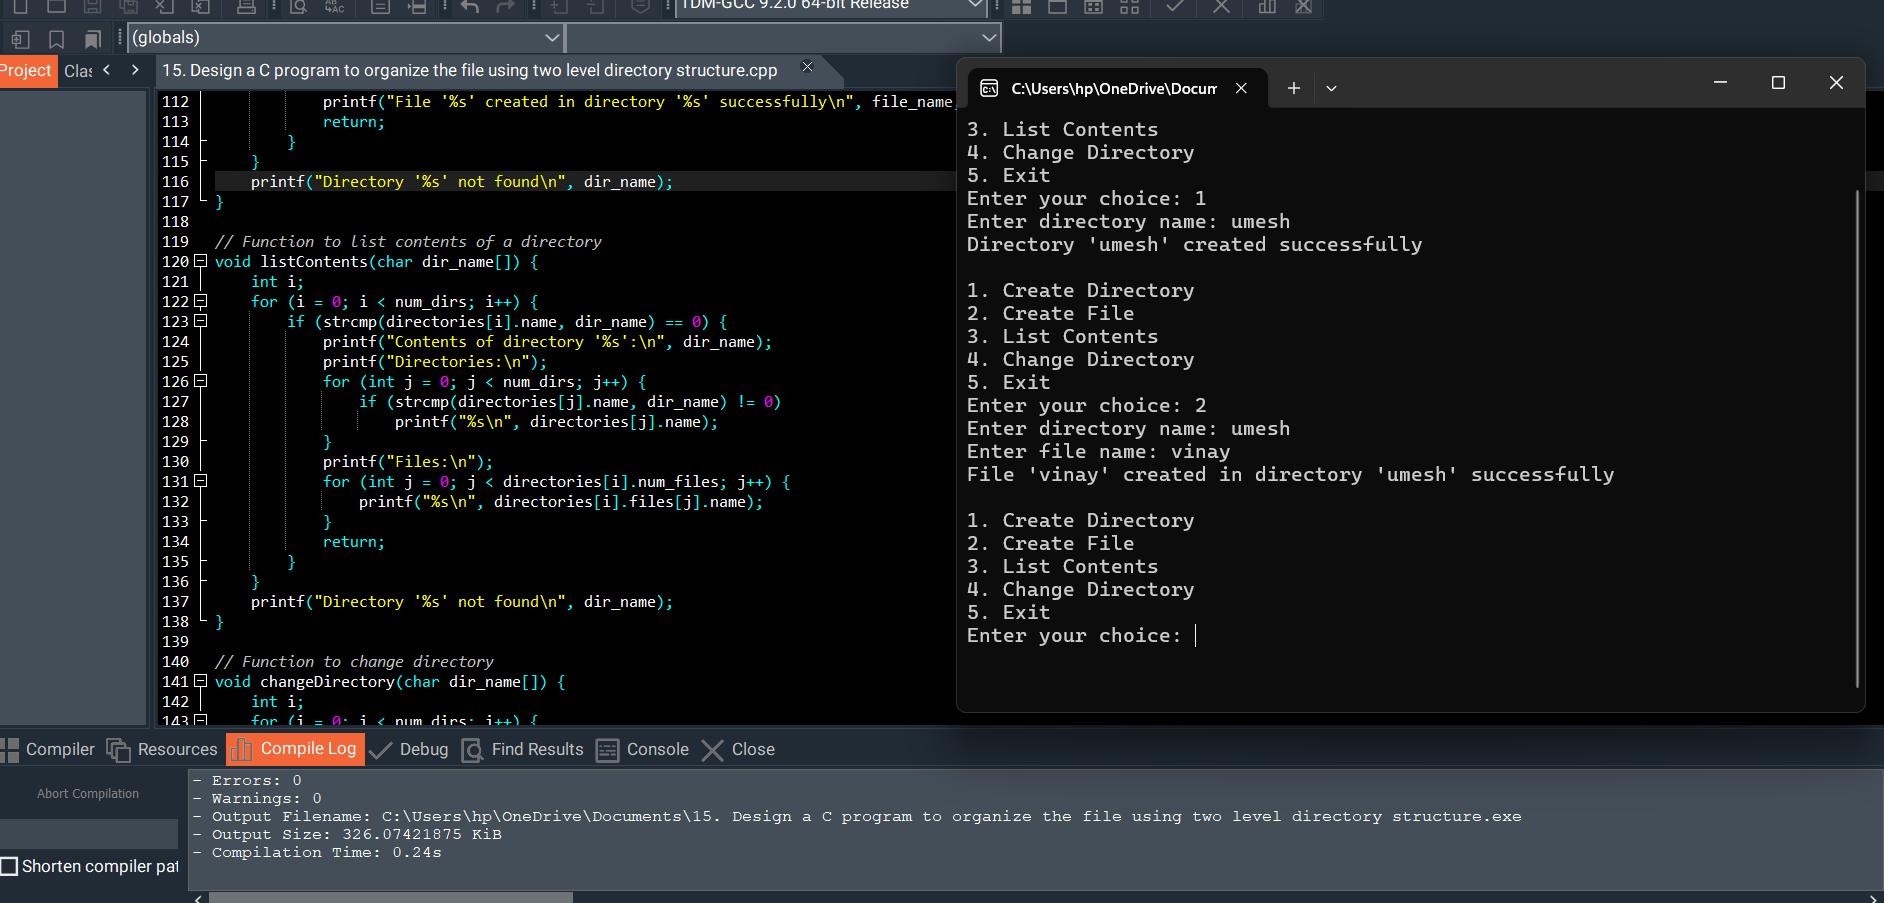 TDM-GCC 9.2.0 64-bit Release
(globals)
Project
15. Design a C program to organize the file using two level directory structure.cpp
112 printf("File '%s' created in directory '%s' successfully\n", file_name,
113 return;
114 }
115 }
116 printf("Directory '%s' not found\n", dir_name);
117 }
118
119 // Function to list contents of a directory
120 void listContents(char dir_name[]) {
121 int i;
122 for (i = 0; i < num_dirs; i++) {
123 if (strcmp(directories[i].name, dir_name) == 0) {
124 printf("Contents of directory '%s':\n", dir_name);
125 printf("Directories:\n");
126 for (int j = 0; j < num_dirs; j++) {
127 if (strcmp(directories[j].name, dir_name) != 0)
128 printf("%s\n", directories[j].name);
129 }
130 printf("Files:\n");
131 for (int j = 0; j < directories[i].num_files; j++) {
132 printf("%s\n", directories[i].files[j].name);
133 }
134 return;
135 }
136 }
137 printf("Directory '%s' not found\n", dir_name);
138 }
139
140 // Function to change directory
141 void changeDirectory(char dir_name[]) {
142 int i;
143 for (i = 0; i < num_dirs; i++) {
C:\Users\hp\OneDrive\Docum
3. List Contents
4. Change Directory
5. Exit
Enter your choice: 1
Enter directory name: umesh
Directory 'umesh' created successfully
1. Create Directory
2. Create File
3. List Contents
4. Change Directory
5. Exit
Enter your choice: 2
Enter directory name: umesh
Enter file name: vinay
File 'vinay' created in directory 'umesh' successfully
1. Create Directory
2. Create File
3. List Contents
4. Change Directory
5. Exit
Enter your choice:
Compiler Resources Compile Log Debug Find Results Console Close
Abort Compilation
Shorten compiler pat
- Errors: 0
- Warnings: 0
- Output Filename: C:\Users\hp\OneDrive\Documents\15. Design a C program to organize the file using two level directory structure.exe
- Output Size: 326.07421875 KiB
- Compilation Time: 0.24s